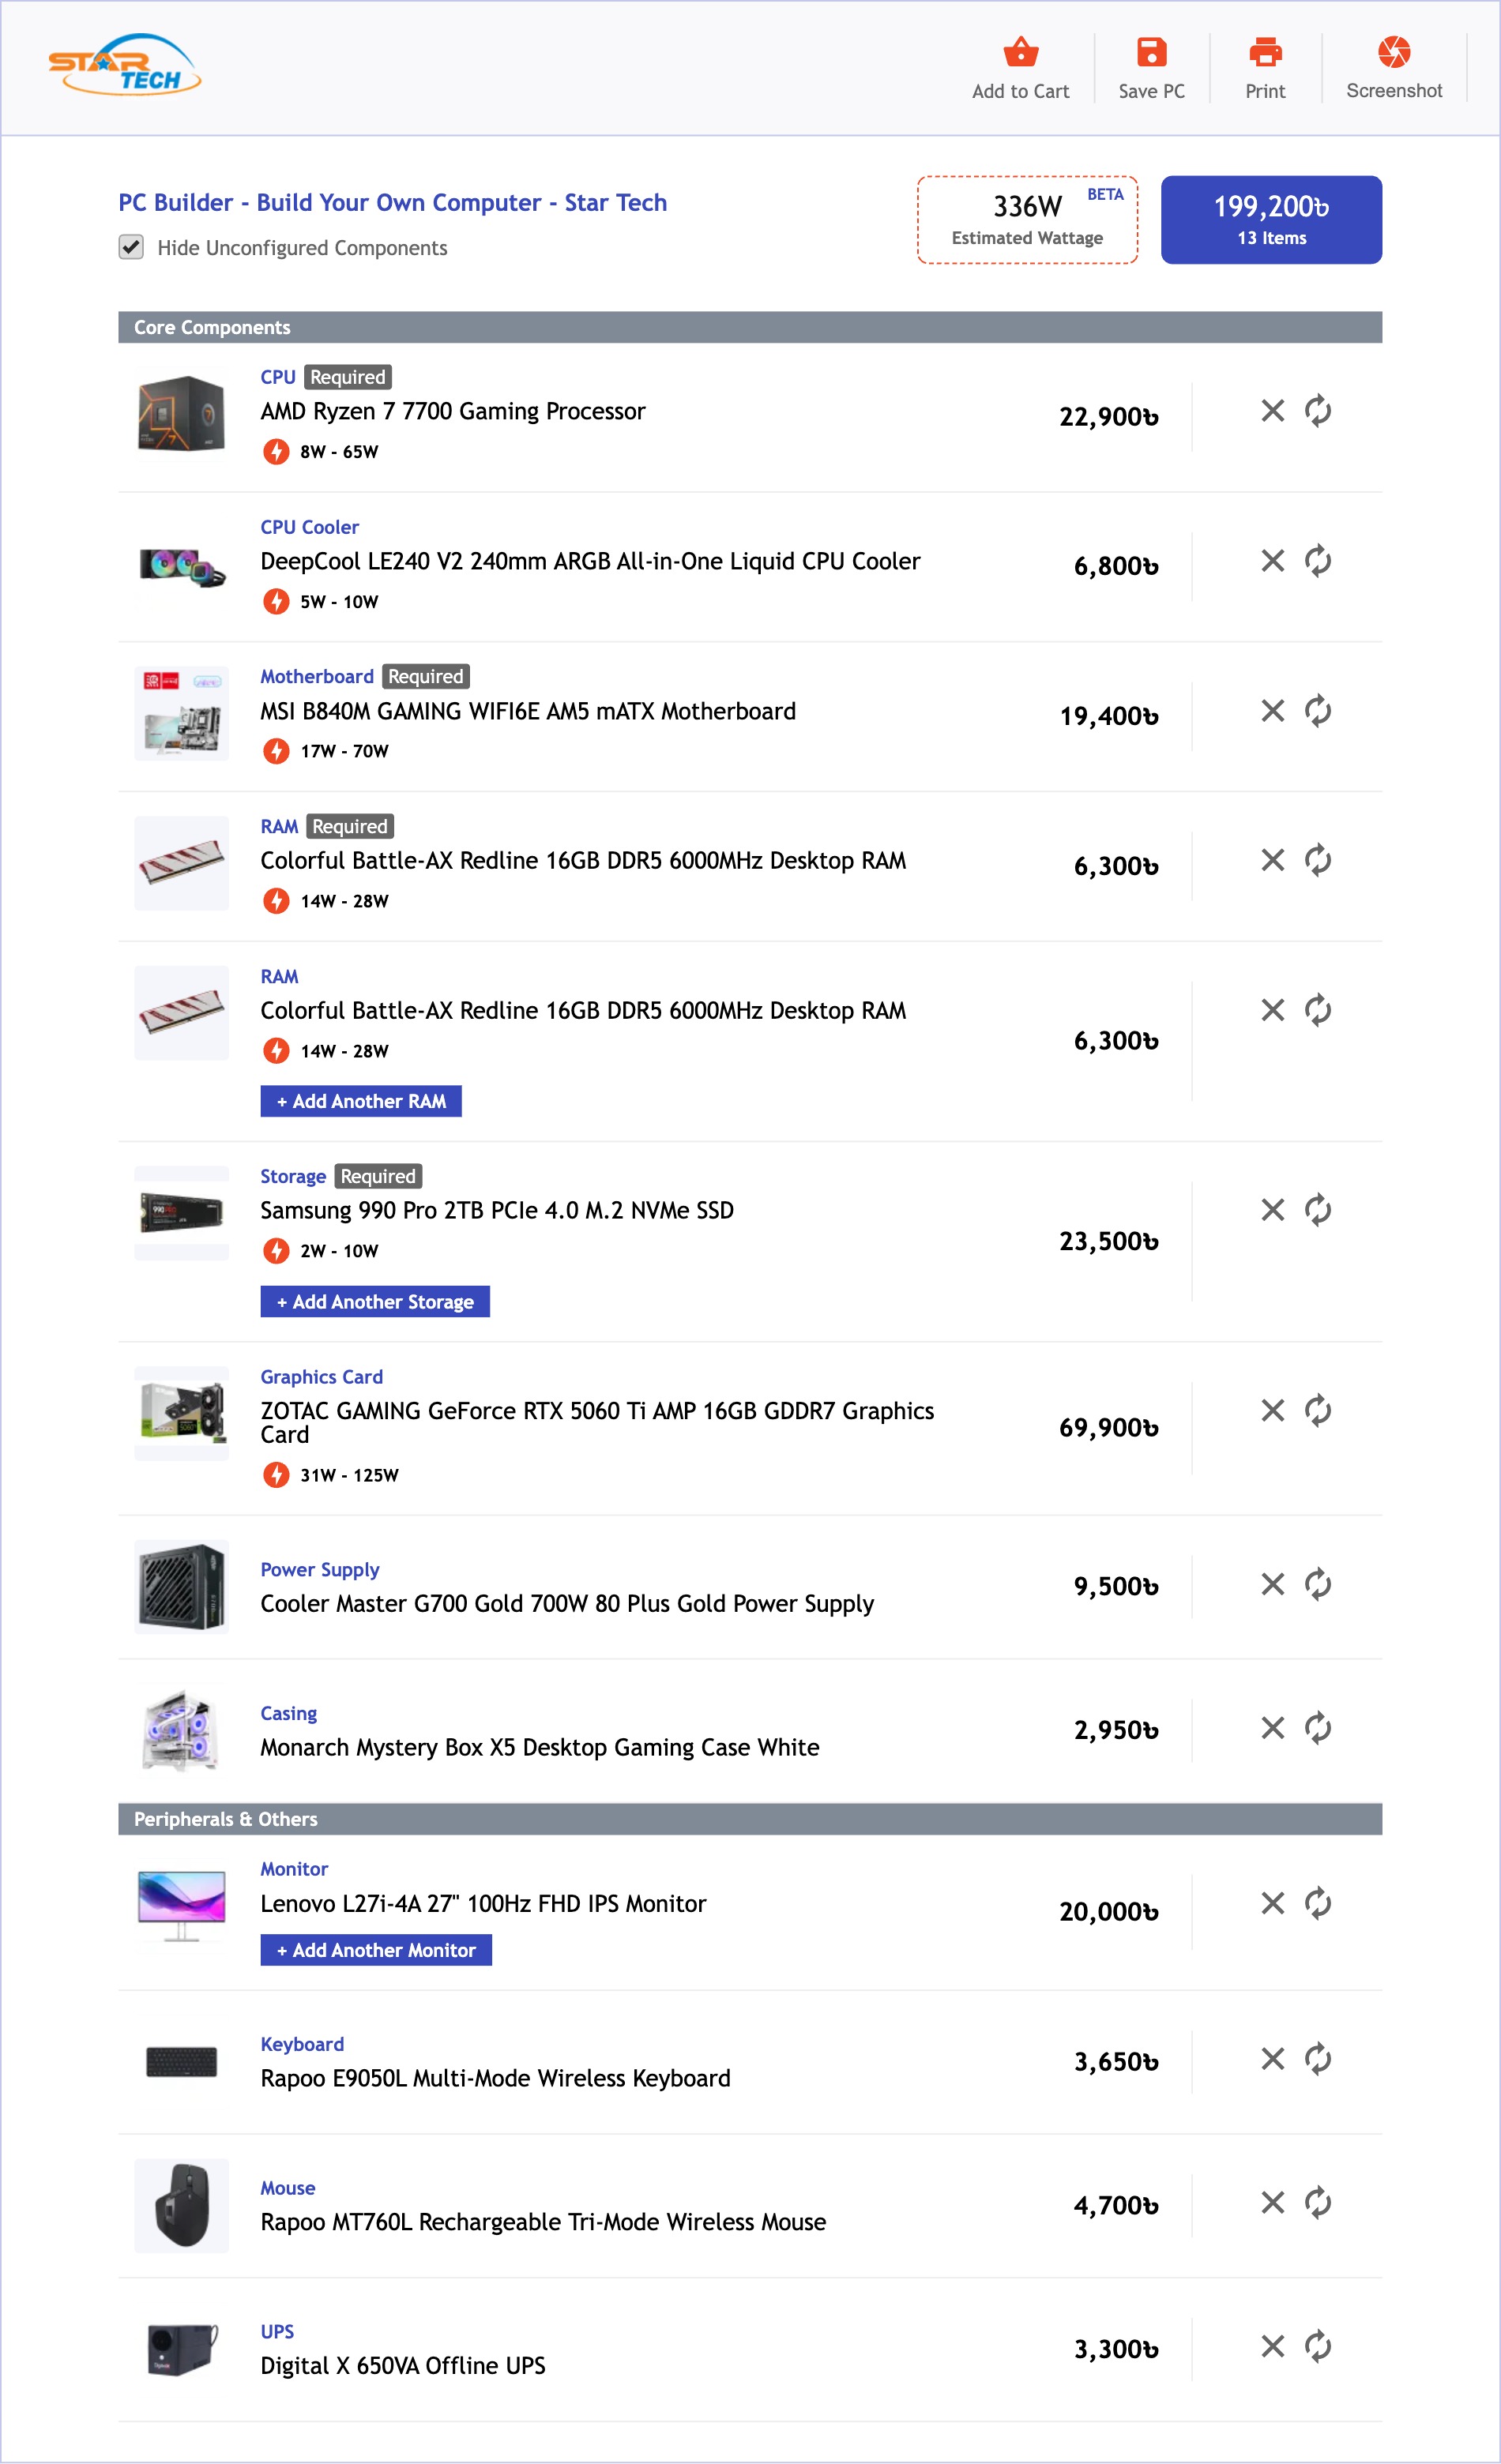 STAR
TECH
Add to Cart
Save PC
Print
Screenshot
PC Builder - Build Your Own Computer - Star Tech
Hide Unconfigured Components
336W
BETA
Estimated Wattage
199,200৳
13 Items
Core Components
CPU Required
AMD Ryzen 7 7700 Gaming Processor
8W - 65W
22,900৳
CPU Cooler
DeepCool LE240 V2 240mm ARGB All-in-One Liquid CPU Cooler
5W - 10W
6,800৳
Motherboard Required
MSI B840M GAMING WIFI6E AM5 mATX Motherboard
17W - 70W
19,400৳
RAM Required
Colorful Battle-AX Redline 16GB DDR5 6000MHz Desktop RAM
14W - 28W
6,300৳
RAM
Colorful Battle-AX Redline 16GB DDR5 6000MHz Desktop RAM
14W - 28W
6,300৳
+ Add Another RAM
Storage Required
Samsung 990 Pro 2TB PCIe 4.0 M.2 NVMe SSD
2W - 10W
23,500৳
+ Add Another Storage
Graphics Card
ZOTAC GAMING GeForce RTX 5060 Ti AMP 16GB GDDR7 Graphics
Card
31W - 125W
69,900৳
Power Supply
Cooler Master G700 Gold 700W 80 Plus Gold Power Supply
9,500৳
Casing
Monarch Mystery Box X5 Desktop Gaming Case White
2,950৳
Peripherals & Others
Monitor
Lenovo L27i-4A 27" 100Hz FHD IPS Monitor
20,000৳
+ Add Another Monitor
Keyboard
Rapoo E9050L Multi-Mode Wireless Keyboard
3,650৳
Mouse
Rapoo MT760L Rechargeable Tri-Mode Wireless Mouse
4,700৳
UPS
Digital X 650VA Offline UPS
3,300৳